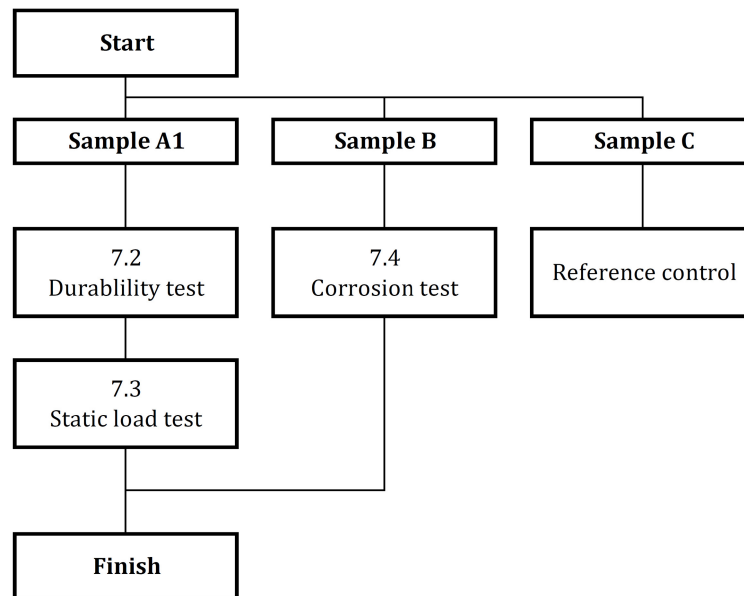 Start
Sample A1
Sample B
Sample C
7.2
Durablility test
7.4
Corrosion test
Reference control
7.3
Static load test
Finish